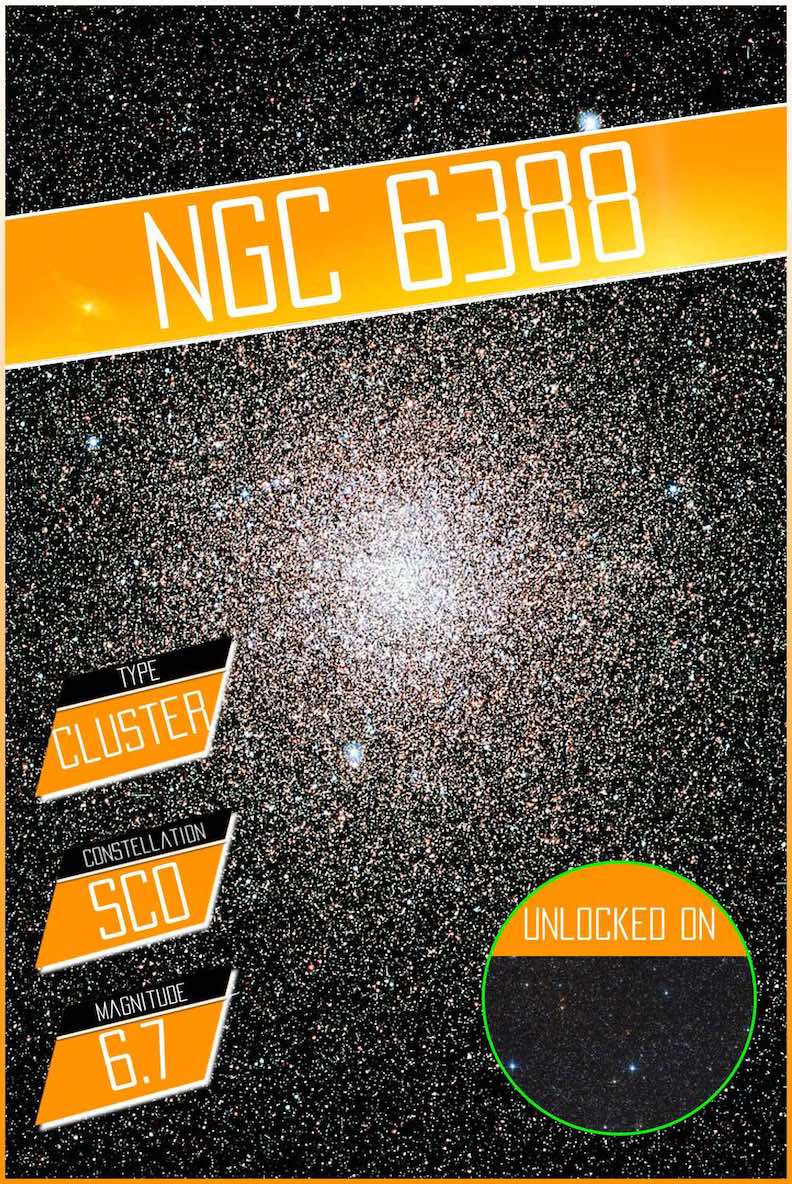 NGC 6388
TYPE
CLUSTER
CONSTELLATION
SCO
MAGNITUDE
6.7
UNLOCKED ON